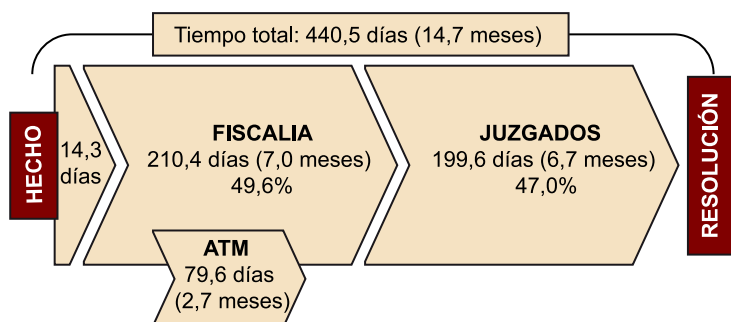 Tiempo total: 440,5 días (14,7 meses)
HECHO
14,3
días
FISCALIA
210,4 días (7,0 meses)
49,6%
ATM
79,6 días
(2,7 meses)
JUZGADOS
199,6 días (6,7 meses)
47,0%
RESOLUCIÓN